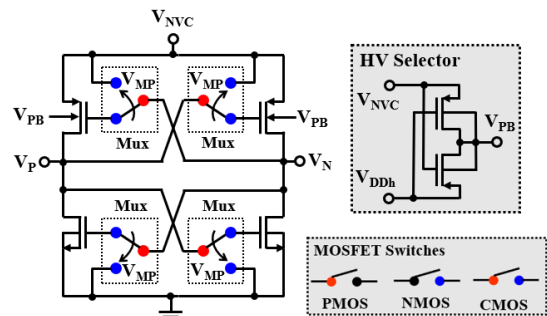 V_NVC
V_MP V_MP
V_PB Mux Mux V_PB
V_P V_N
Mux Mux
V_MP V_MP
HV Selector
V_NVC
V_PB
V_DDh
MOSFET Switches
PMOS NMOS CMOS